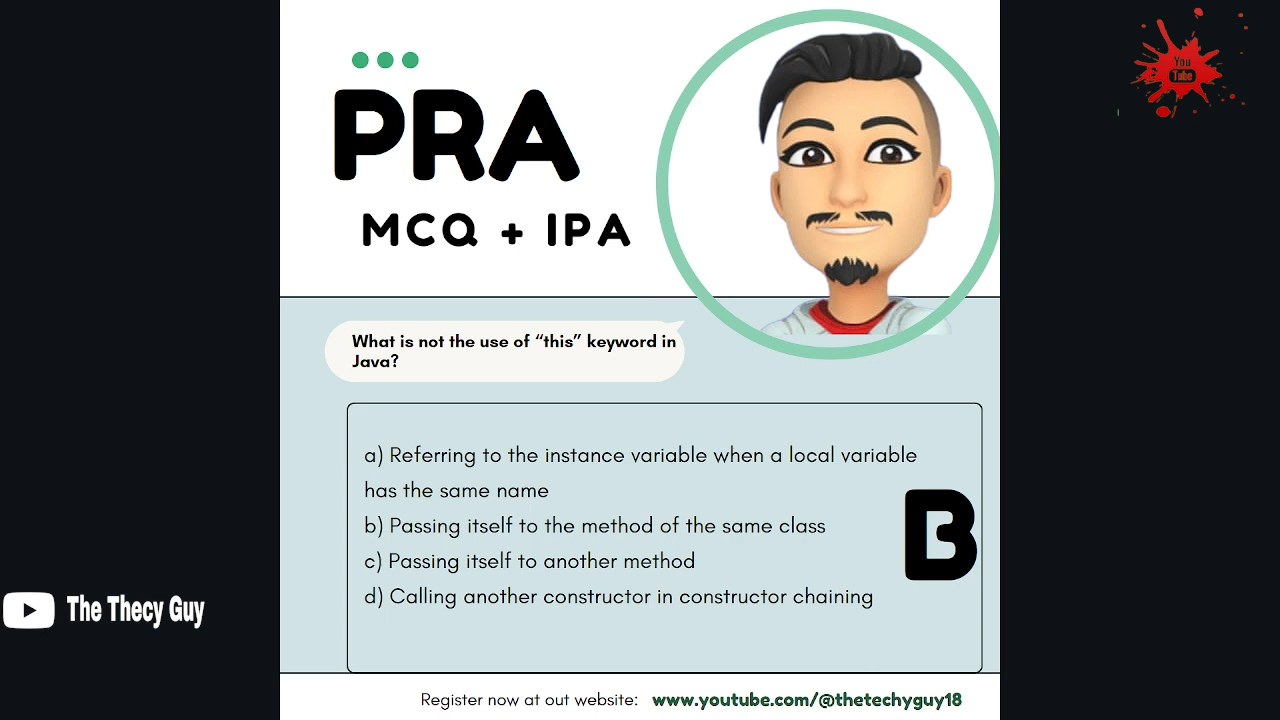 You
Tube
PRA
MCQ + IPA
What is not the use of “this” keyword in
Java?
a) Referring to the instance variable when a local variable
has the same name
b) Passing itself to the method of the same class
c) Passing itself to another method
d) Calling another constructor in constructor chaining
B
The Thecy Guy
Register now at out website: www.youtube.com/@thetechyguy18